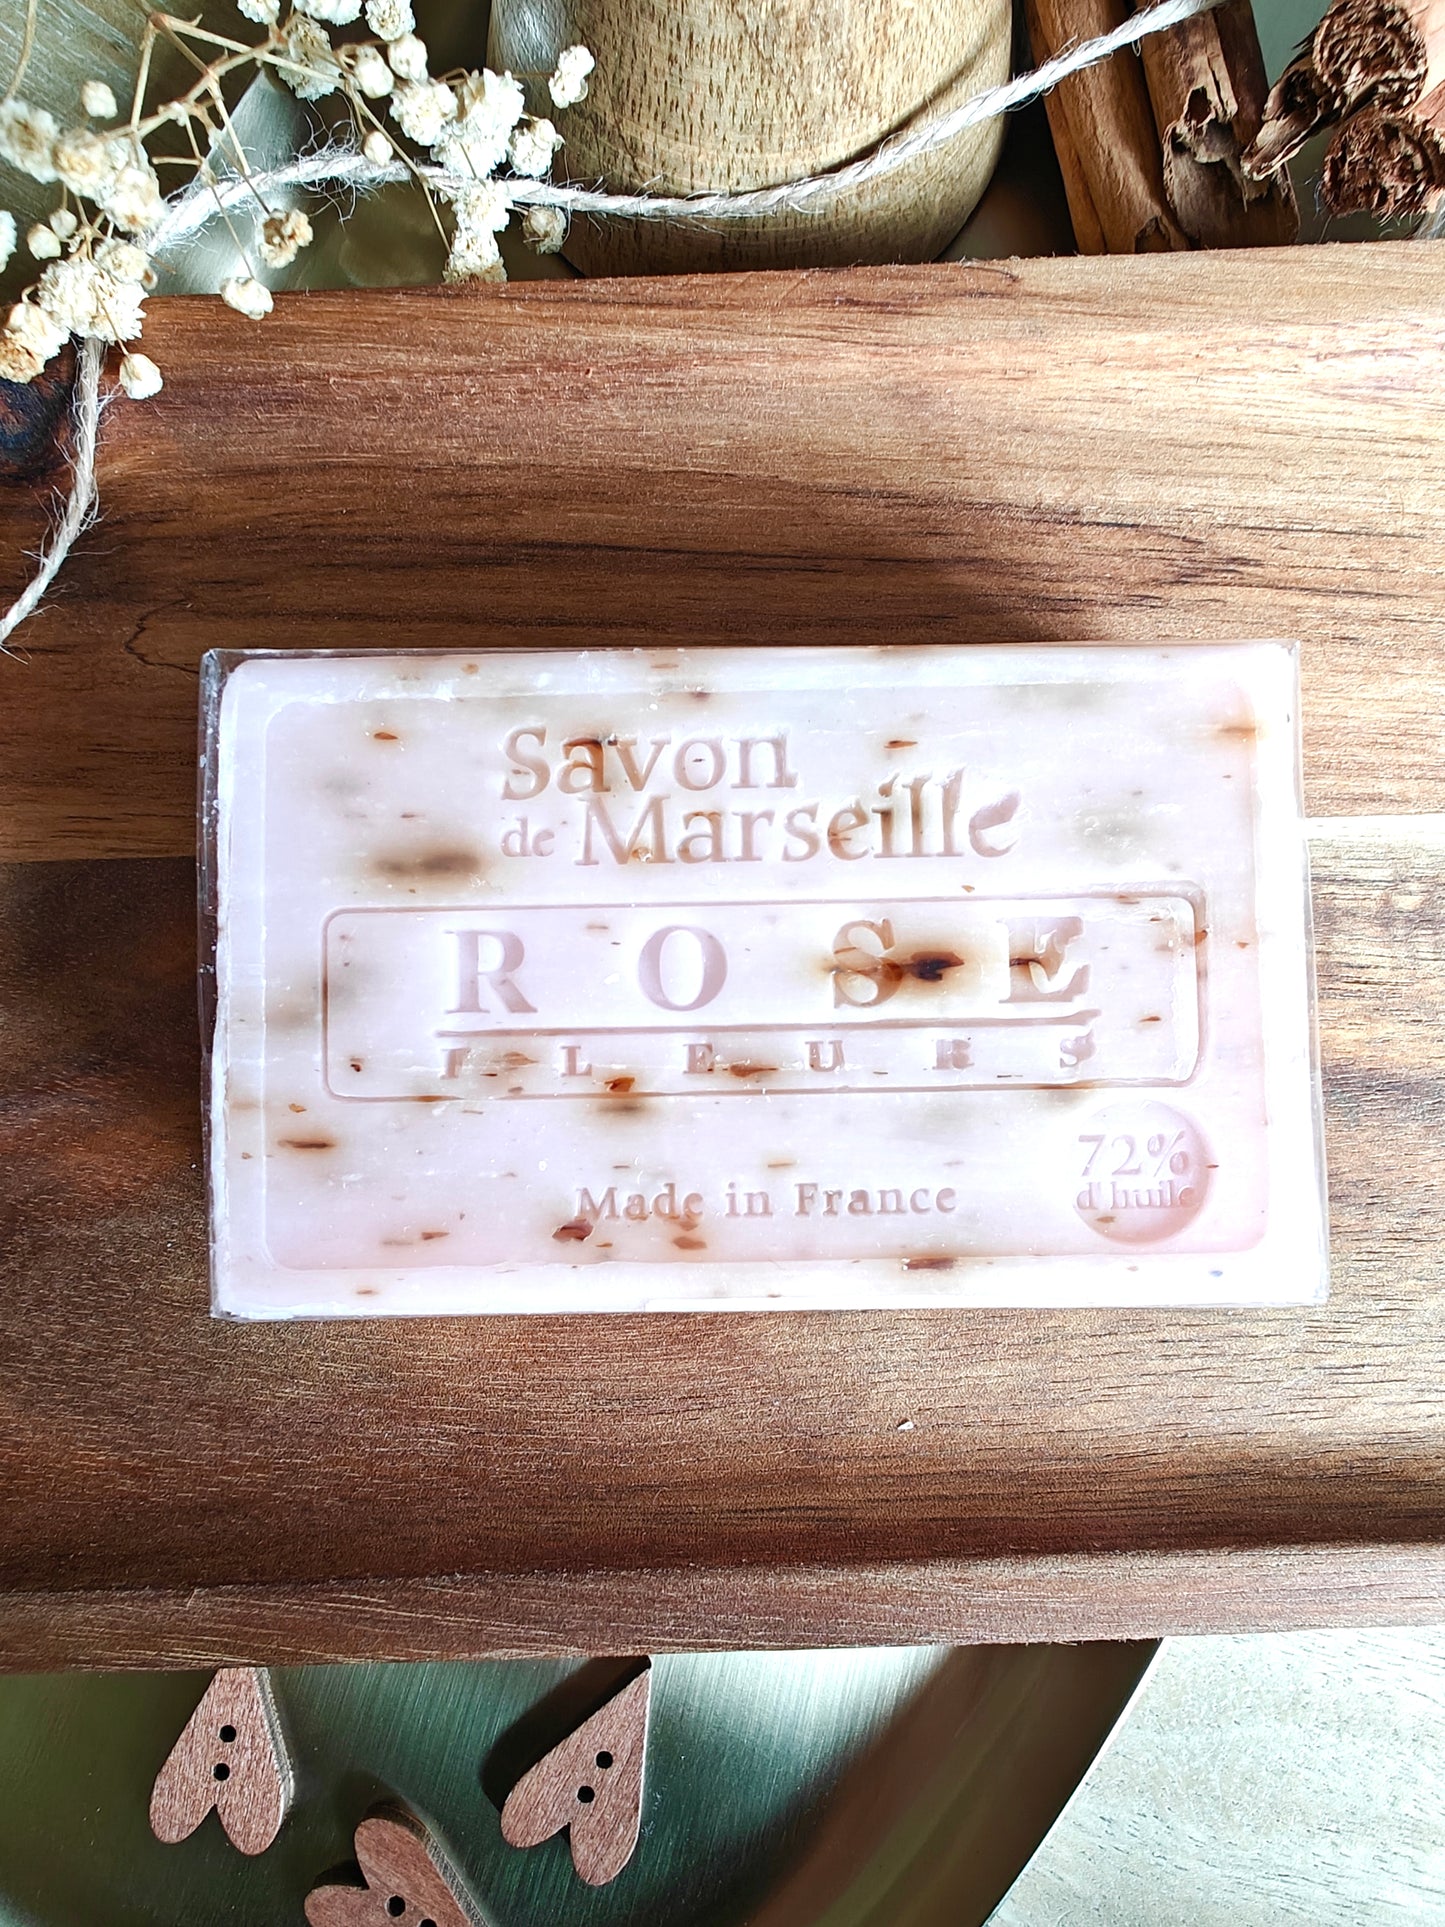 Savon
de Marseille
ROSE
FLEURS
Made in France
72%
d'huile